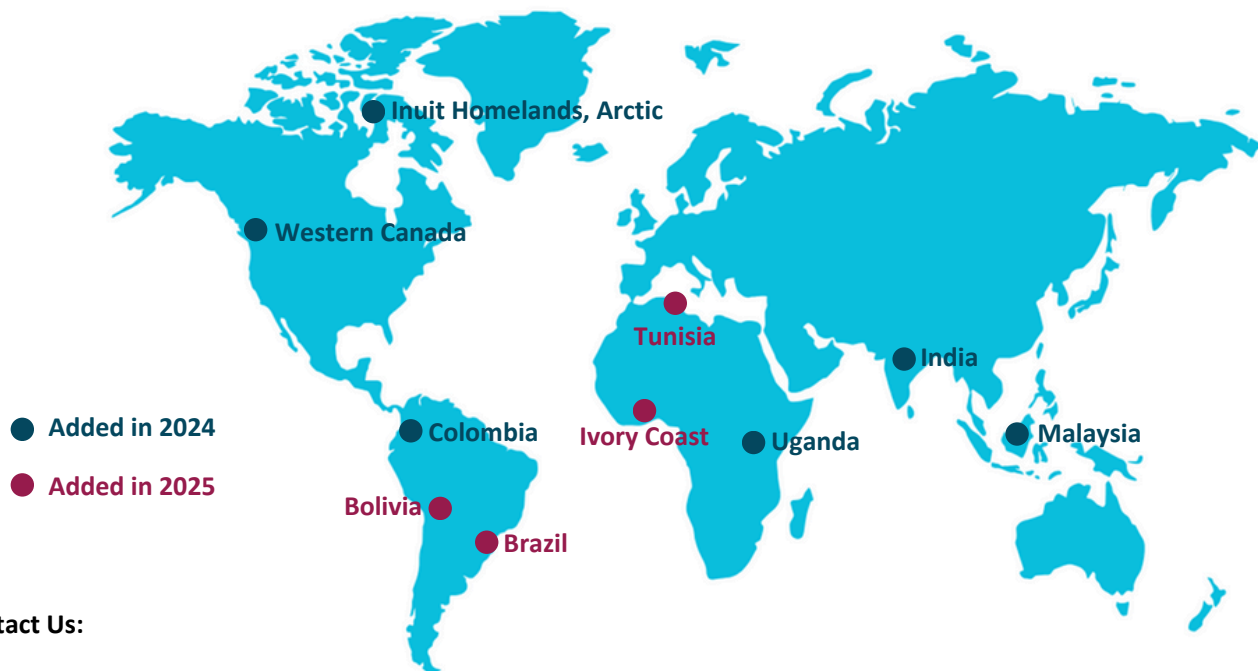 Inuit Homelands, Arctic
Western Canada
Tunisia
India
Added in 2024
Colombia
Ivory Coast
Uganda
Malaysia
Added in 2025
Bolivia
Brazil
tact Us: